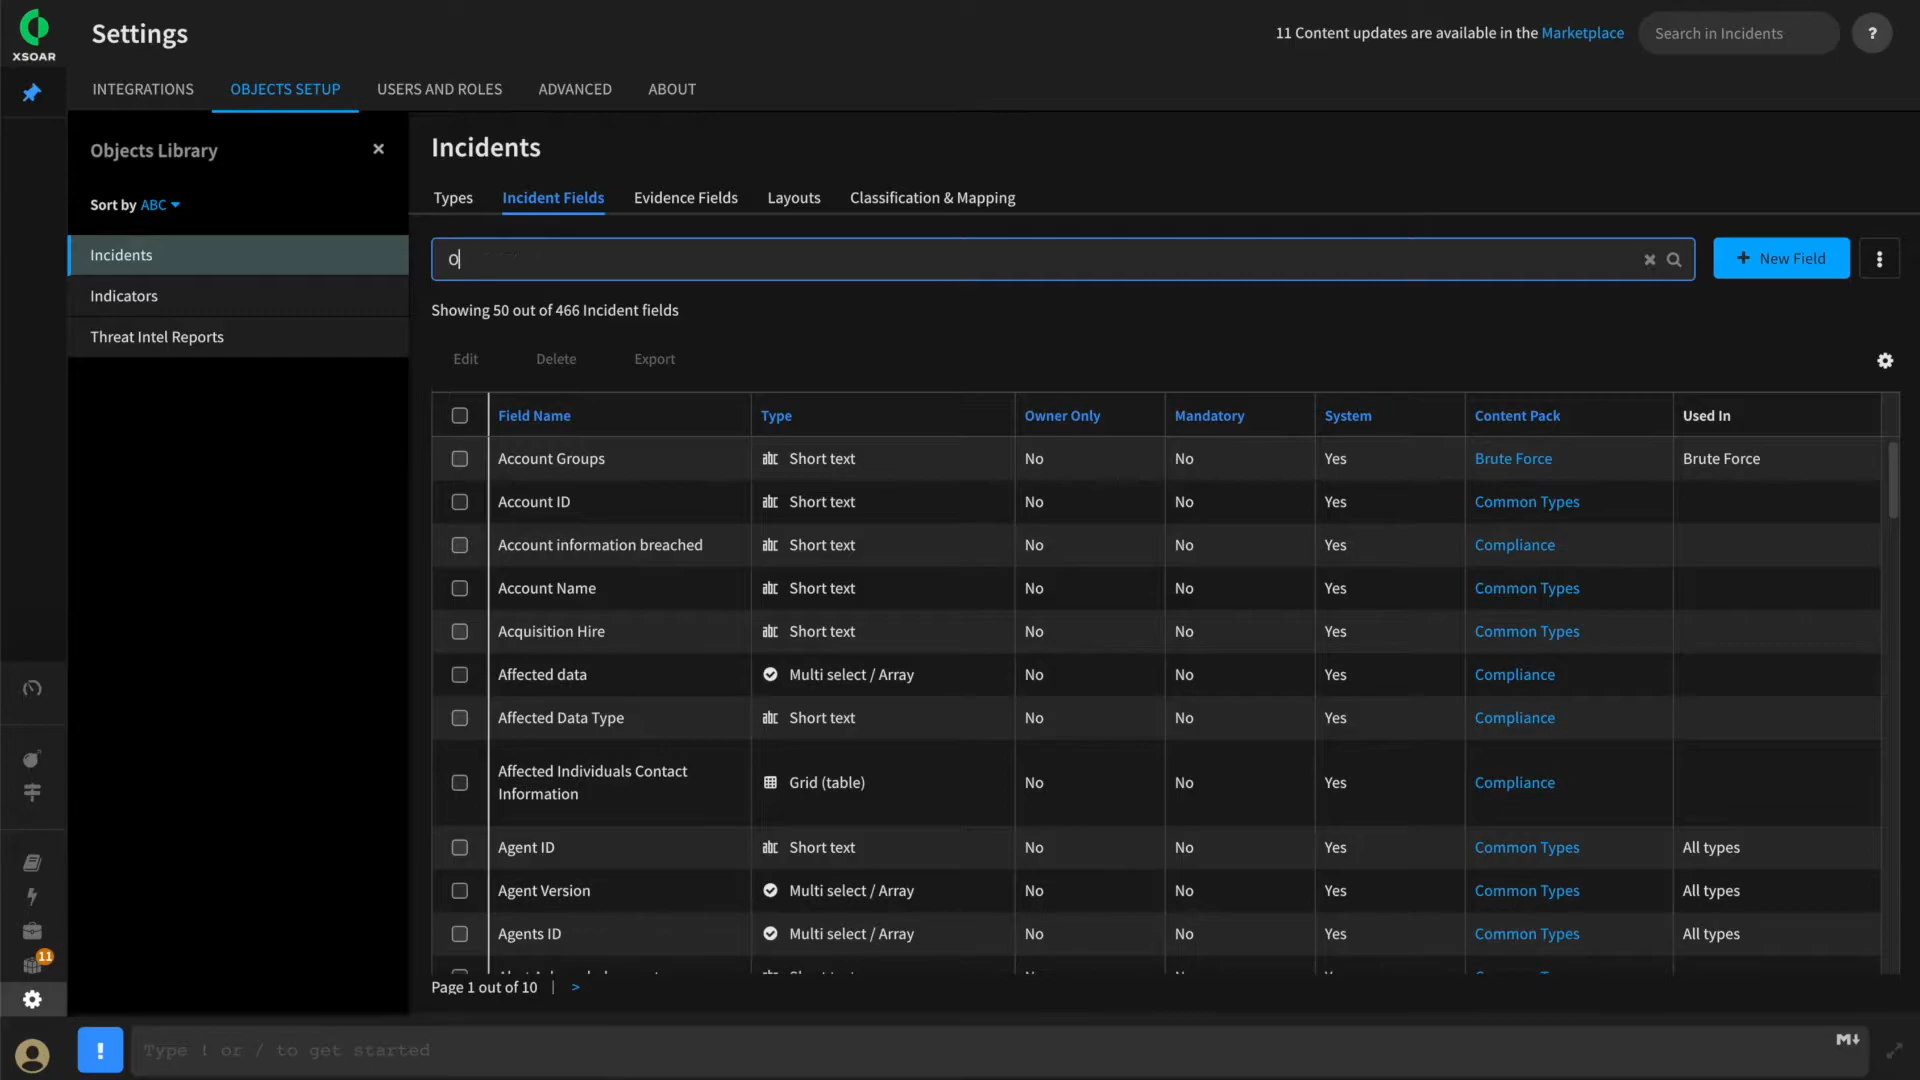 XSOAR
Settings
11 Content updates are available in the Marketplace
Search in Incidents
?
INTEGRATIONS
OBJECTS SETUP
USERS AND ROLES
ADVANCED
ABOUT
Objects Library
Sort by ABC
Incidents
Indicators
Threat Intel Reports
Incidents
Types
Incident Fields
Evidence Fields
Layouts
Classification & Mapping
O
+ New Field
Showing 50 out of 466 Incident fields
Edit
Delete
Export
Field Name Type Owner Only Mandatory System Content Pack Used In
Account Groups abc Short text No No Yes Brute Force Brute Force
Account ID abc Short text No No Yes Common Types
Account information breached abc Short text No No Yes Compliance
Account Name abc Short text No No Yes Common Types
Acquisition Hire abc Short text No No Yes Common Types
Affected data Multi select / Array No No Yes Compliance
Affected Data Type abc Short text No No Yes Compliance
Affected Individuals Contact
Information Grid (table) No No Yes Compliance
Agent ID abc Short text No No Yes Common Types All types
Agent Version Multi select / Array No No Yes Common Types All types
Agents ID Multi select / Array No No Yes Common Types All types
Page 1 out of 10 | >
11
!
Type ! or / to get started
M↓